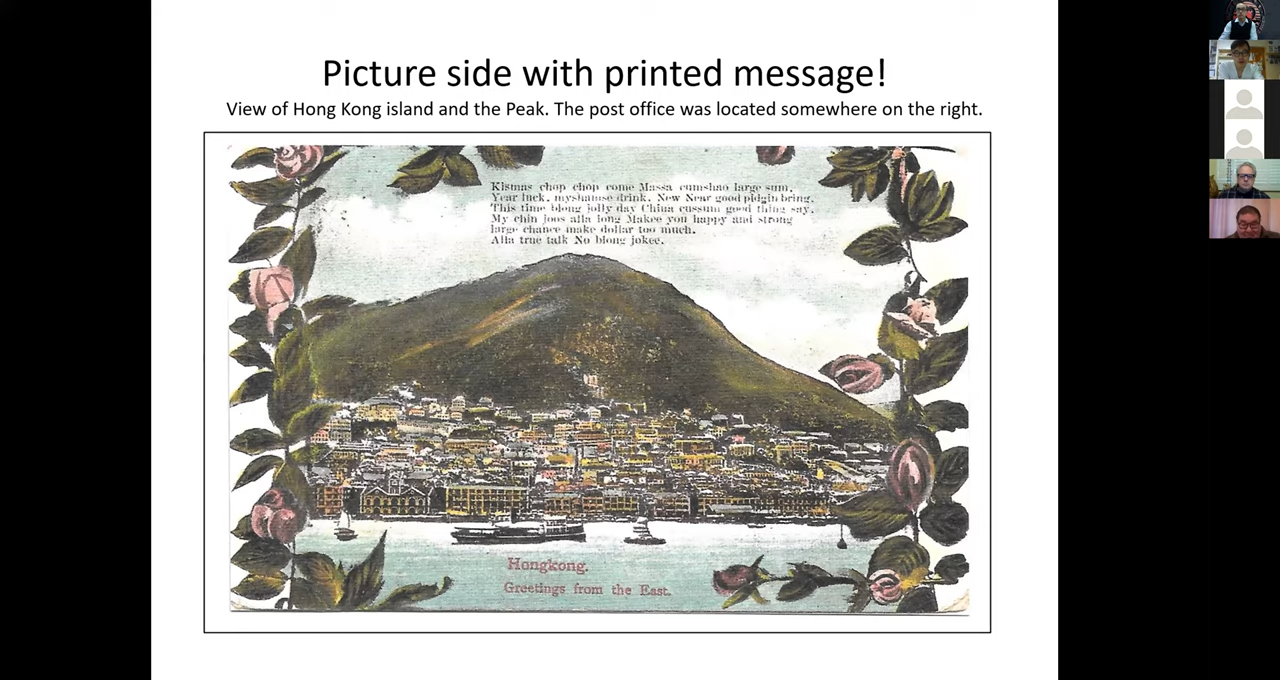 Picture side with printed message!
View of Hong Kong island and the Peak. The post office was located somewhere on the right.
Kismas chop chop come Massa cumshao large sum.
Year luck, myshamse drink. New Near good pidgin bring.
This time blong jolly day China cussum good thing say.
My chin joos alla long Makee you happy and strong
large chance make dollar too much.
Alla true talk No blong jokee.
Hongkong.
Greetings from the East.